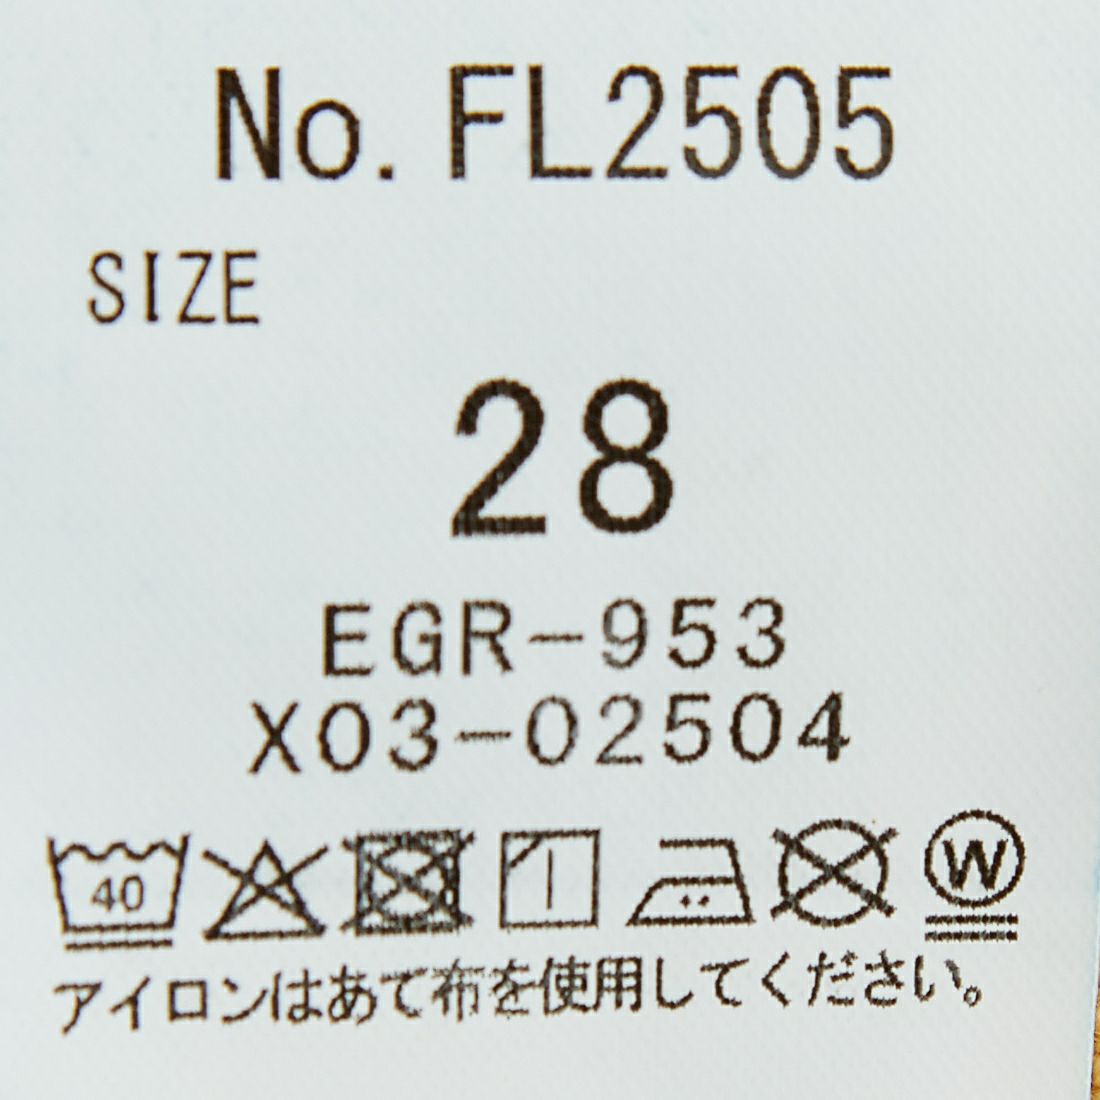 No. FL2505
SIZE
28
EGR-953
X03-02504
40 W
アイロンはあて布を使用してください。